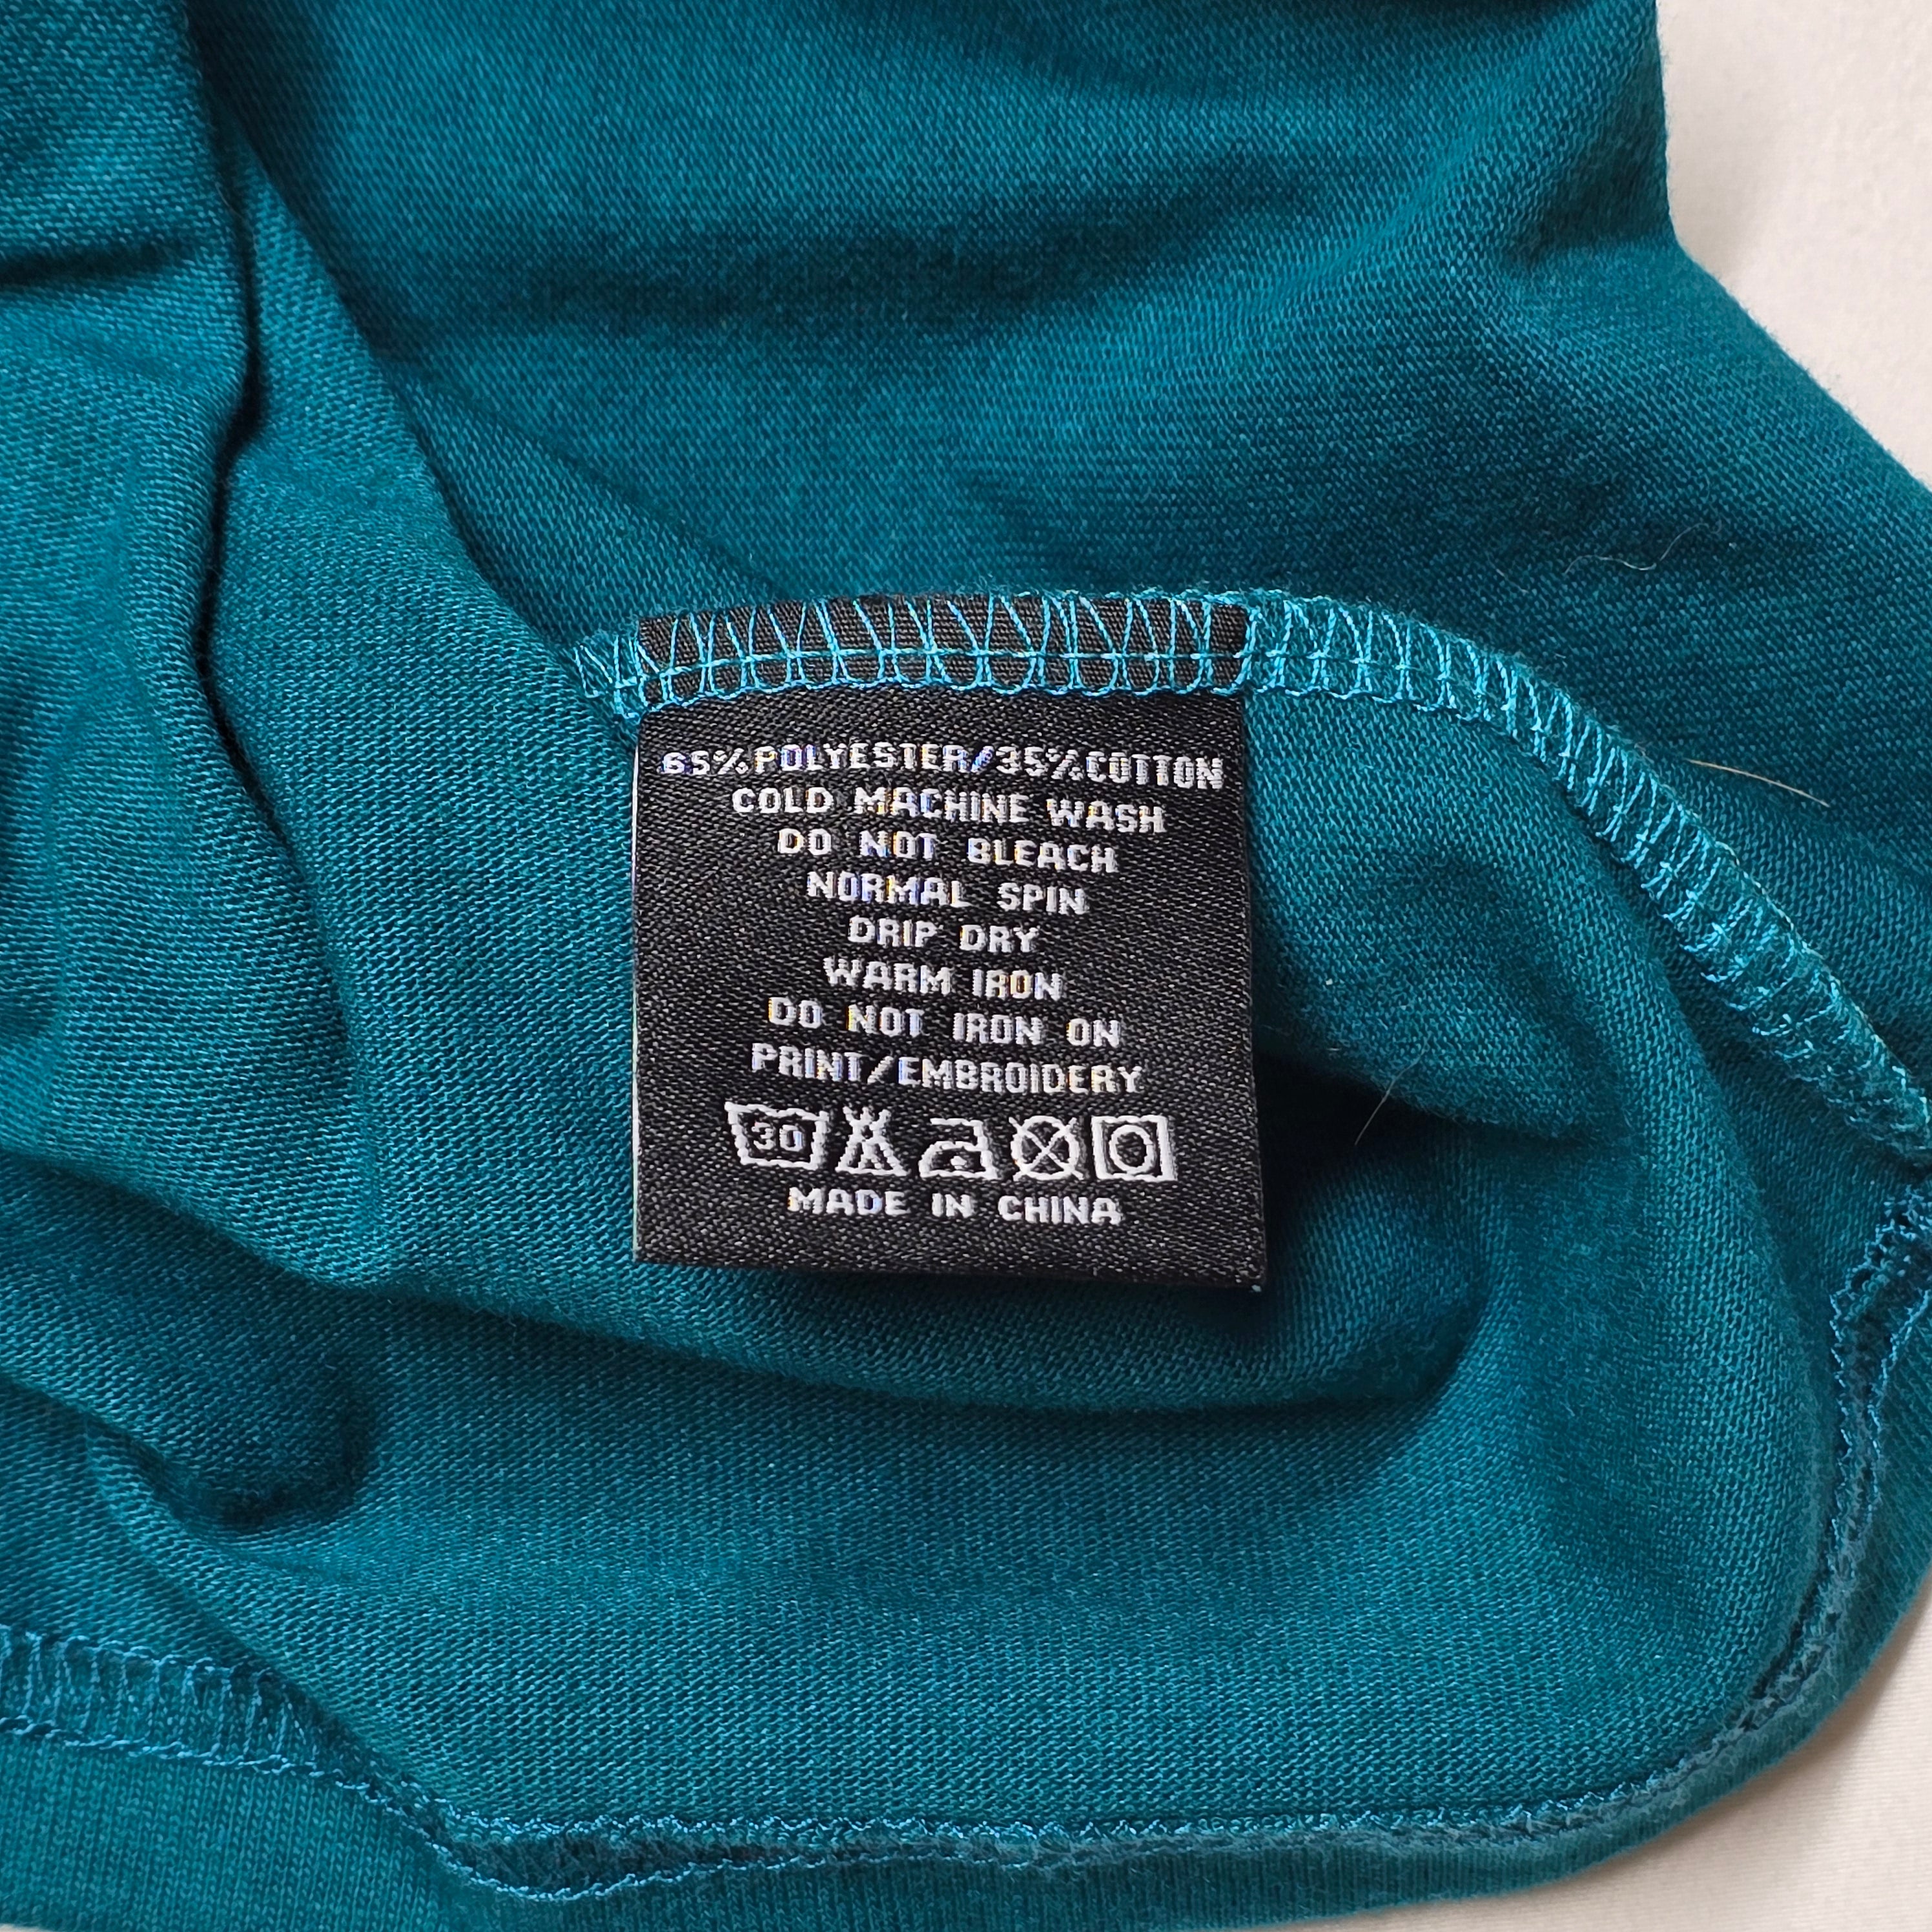 65%POLYESTER/35%COTTON
COLD MACHINE WASH
DO NOT BLEACH
NORMAL SPIN
DRIP DRY
WARM IRON
DO NOT IRON ON
PRINT/EMBROIDERY
30
MADE IN CHINA